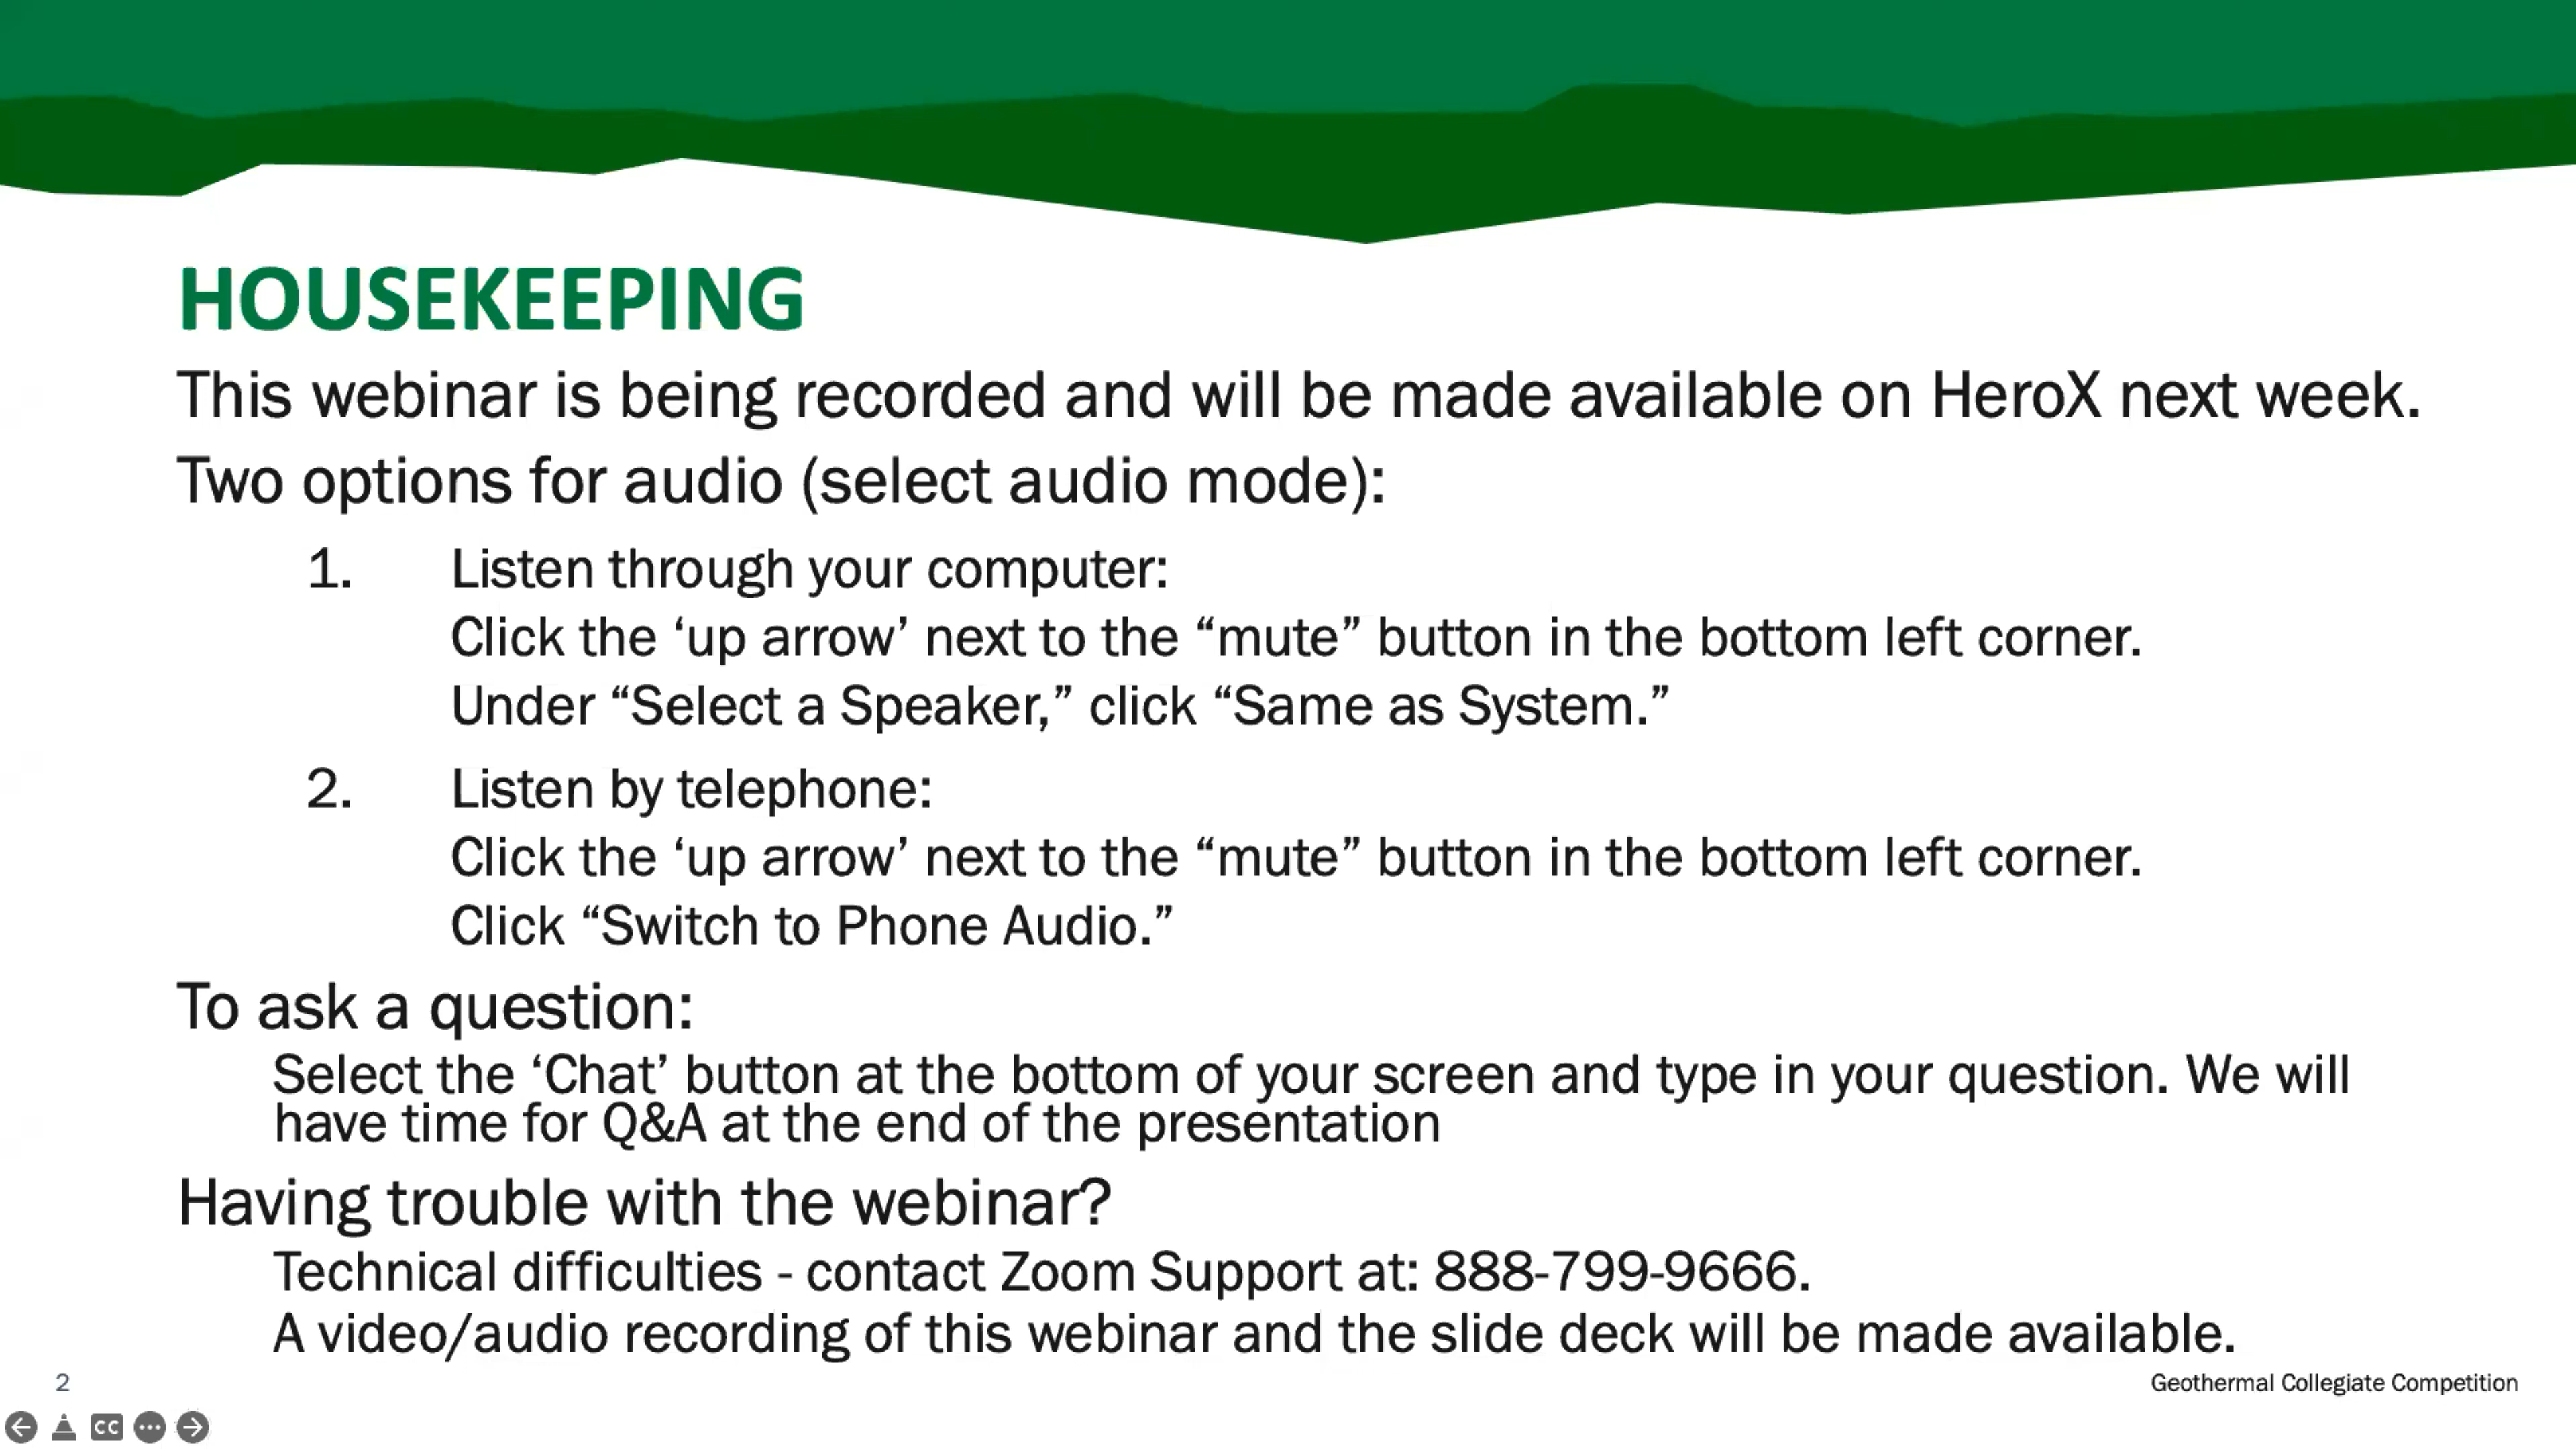 HOUSEKEEPING
This webinar is being recorded and will be made available on HeroX next week.
Two options for audio (select audio mode):
1. Listen through your computer:
Click the ‘up arrow’ next to the “mute” button in the bottom left corner.
Under “Select a Speaker,” click “Same as System.”
2. Listen by telephone:
Click the ‘up arrow’ next to the “mute” button in the bottom left corner.
Click “Switch to Phone Audio.”
To ask a question:
Select the ‘Chat’ button at the bottom of your screen and type in your question. We will
have time for Q&A at the end of the presentation
Having trouble with the webinar?
Technical difficulties - contact Zoom Support at: 888-799-9666.
A video/audio recording of this webinar and the slide deck will be made available.
2
Geothermal Collegiate Competition
CC